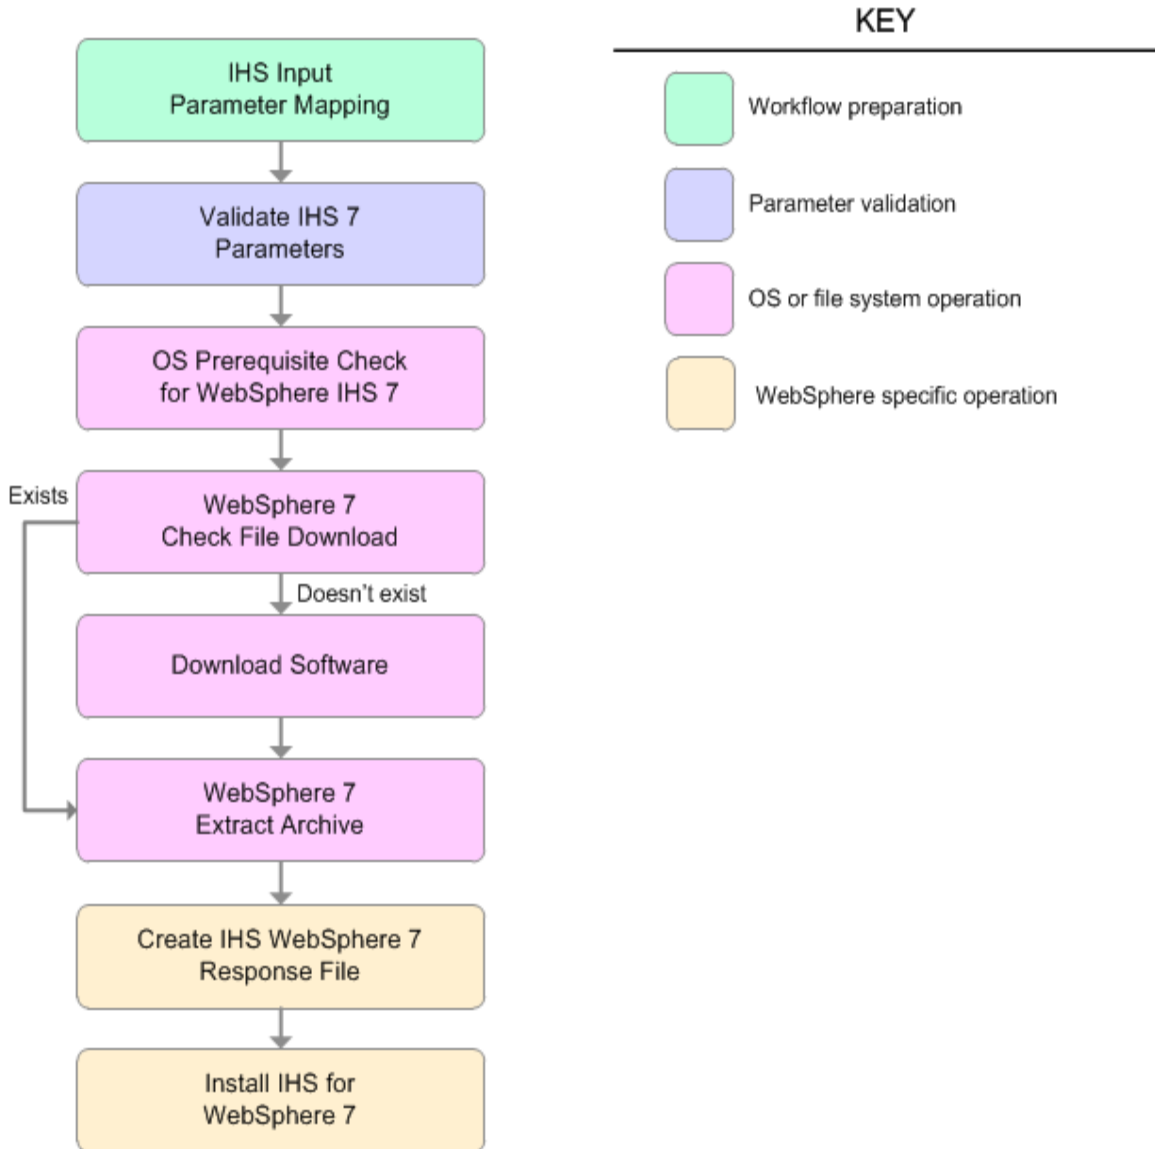 KEY
IHS Input
Parameter Mapping
Workflow preparation
Validate IHS 7
Parameters
Parameter validation
OS or file system operation
OS Prerequisite Check
for WebSphere IHS 7
WebSphere specific operation
Exists
WebSphere 7
Check File Download
Doesn't exist
Download Software
WebSphere 7
Extract Archive
Create IHS WebSphere 7
Response File
Install IHS for
WebSphere 7